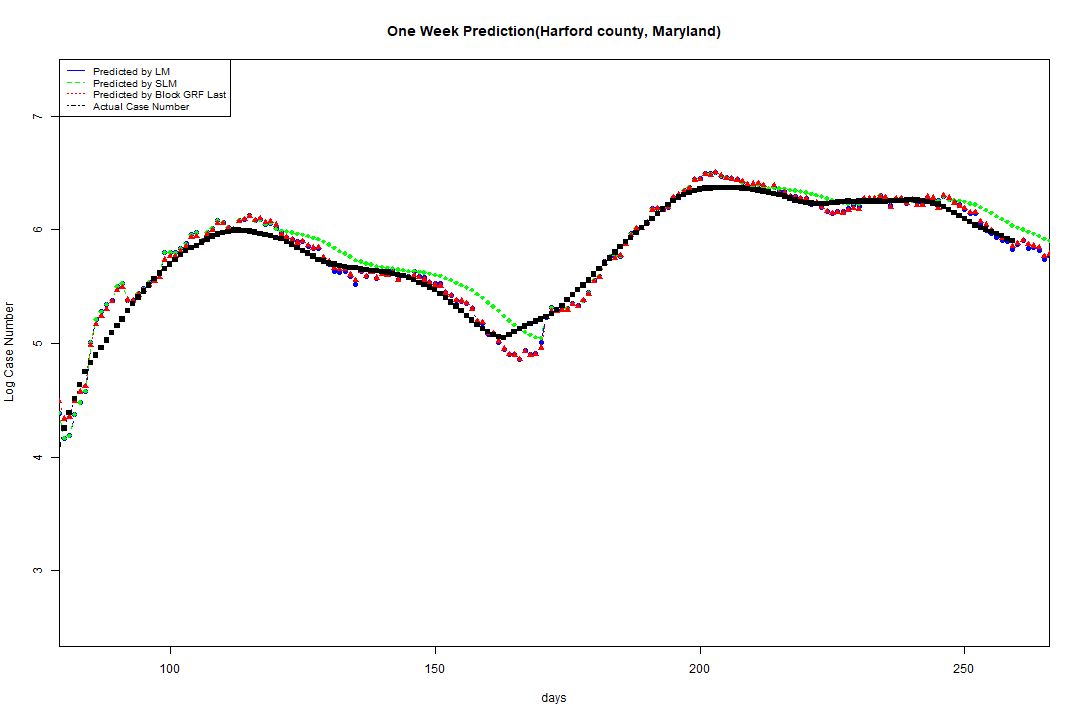 One Week Prediction(Harford county, Maryland)
Predicted by LM
Predicted by SLM
Predicted by Block GRF Last
Actual Case Number
7
6
5
4
3
Log Case Number
100 150 200 250
days